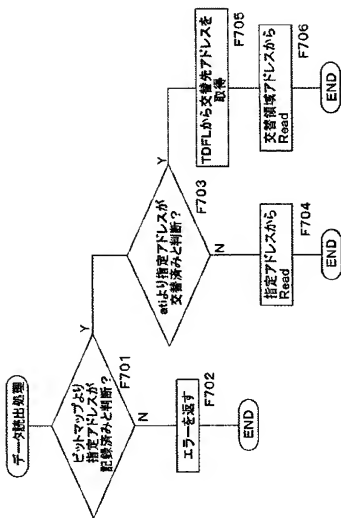 データ読出処理
ビットマップより
指定アドレスが
記録済みと判断？
F701
Y
N
エラーを返す
F702
END
atiより指定アドレスが
交替済みと判断？
F703
Y
N
指定アドレスから
Read
F704
END
TDFLから交替先アドレスを
取得
F705
交替領域アドレスから
Read
F706
END